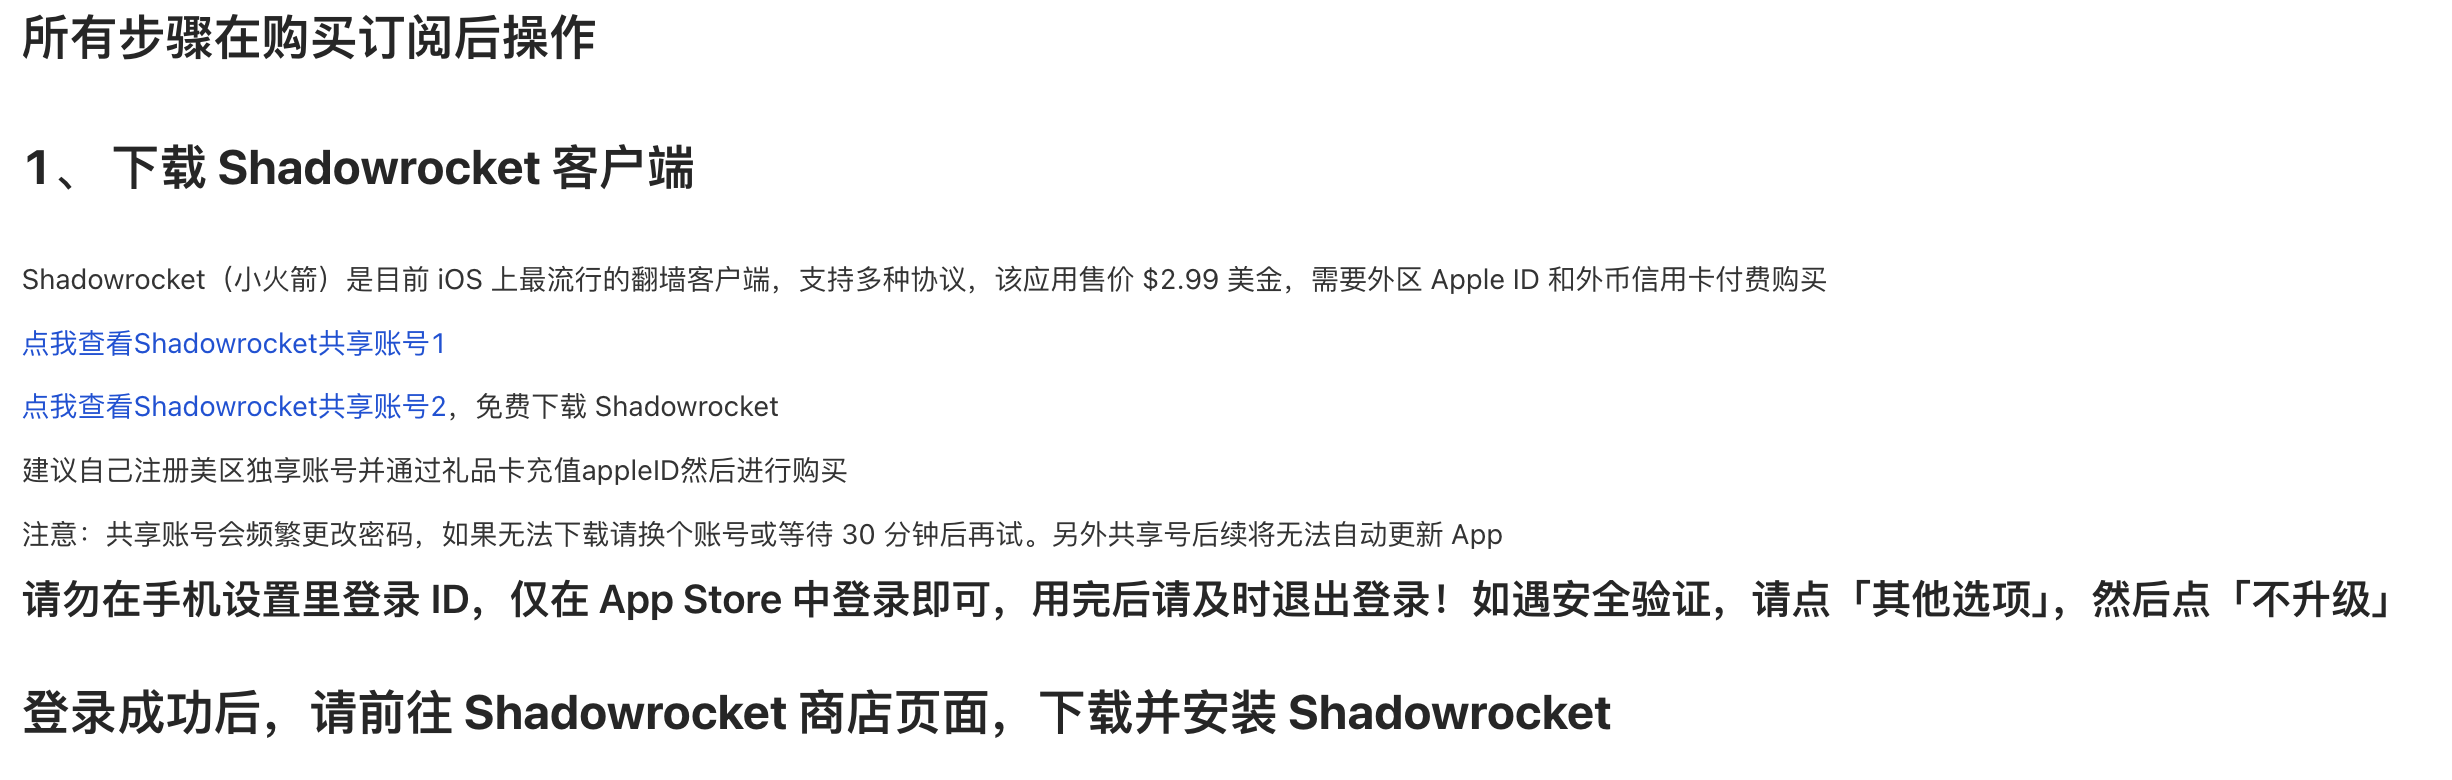 所有步骤在购买订阅后操作
1、 下载 Shadowrocket 客户端
Shadowrocket（小火箭）是目前 iOS 上最流行的翻墙客户端，支持多种协议，该应用售价 $2.99 美金，需要外区 Apple ID 和外币信用卡付费购买
点我查看Shadowrocket共享账号1
点我查看Shadowrocket共享账号2，免费下载 Shadowrocket
建议自己注册美区独享账号并通过礼品卡充值appleID然后进行购买
注意：共享账号会频繁更改密码，如果无法下载请换个账号或等待 30 分钟后再试。另外共享号后续将无法自动更新 App
请勿在手机设置里登录 ID，仅在 App Store 中登录即可，用完后请及时退出登录！如遇安全验证，请点「其他选项」，然后点「不升级」
登录成功后，请前往 Shadowrocket 商店页面，下载并安装 Shadowrocket